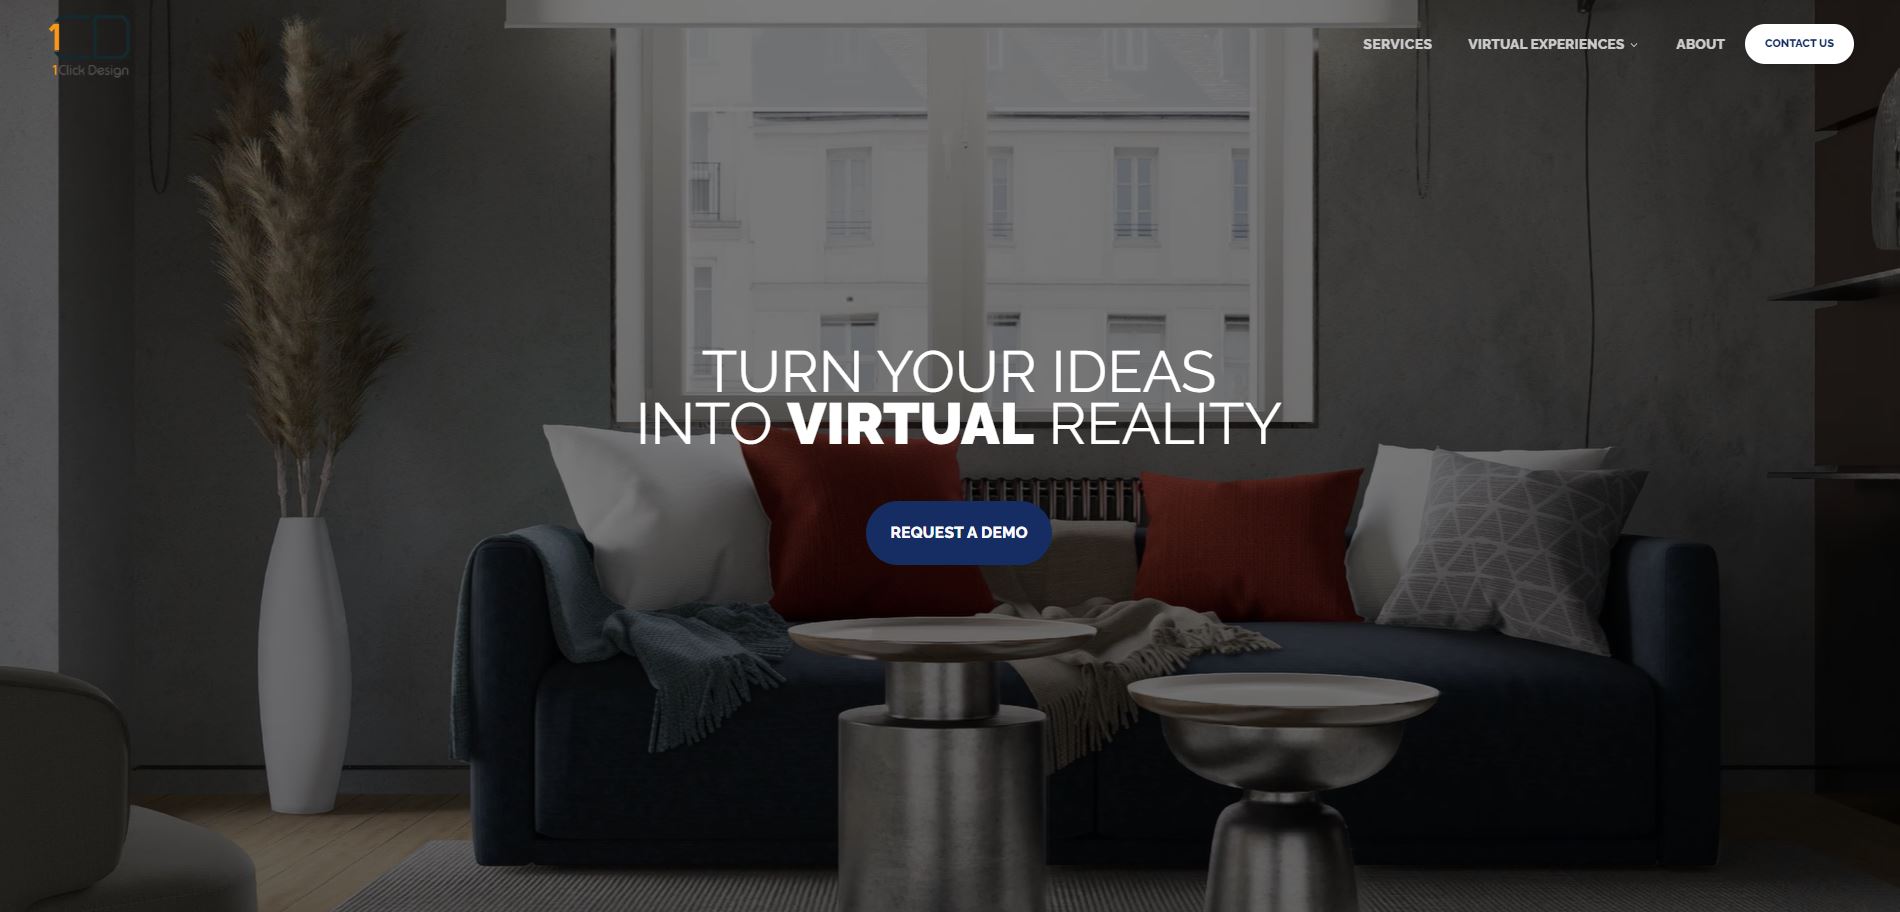 1CD
1Click Design
SERVICES
VIRTUAL EXPERIENCES
ABOUT
CONTACT US
TURN YOUR IDEAS
INTO VIRTUAL REALITY
REQUEST A DEMO